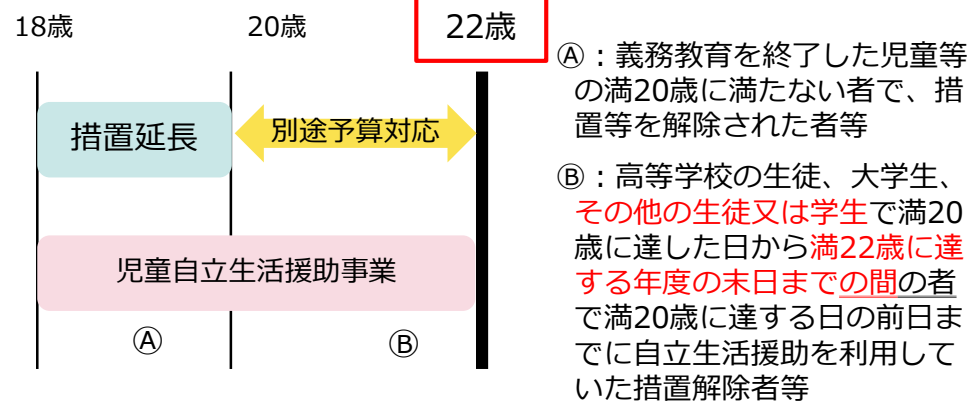 18歳
20歳
22歳
措置延長
別途予算対応
児童自立生活援助事業
Ⓐ
Ⓑ
Ⓐ：義務教育を終了した児童等
の満20歳に満たない者で、措
置等を解除された者等
Ⓑ：高等学校の生徒、大学生、
その他の生徒又は学生で満20
歳に達した日から満22歳に達
する年度の末日までの間の者
で満20歳に達する日の前日ま
でに自立生活援助を利用して
いた措置解除者等